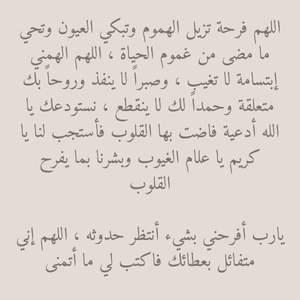 اللهم فرحة تزيل الهموم وتبكي العيون وتحي
ما مضى من غموم الحياة ، اللهم الهمني
إبتسامة لا تغيب ، وصبراً لا ينفذ وروحاً بك
متعلقة وحمداً لك لا ينقطع ، نستودعك يا
الله أدعية فاضت بها القلوب فأستجب لنا يا
كريم يا علام الغيوب وبشرنا بما يفرح
القلوب
يارب أفرحني بشيء أنتظر حدوثه ، اللهم إني
متفائل بعطائك فاكتب لي ما أتمنى